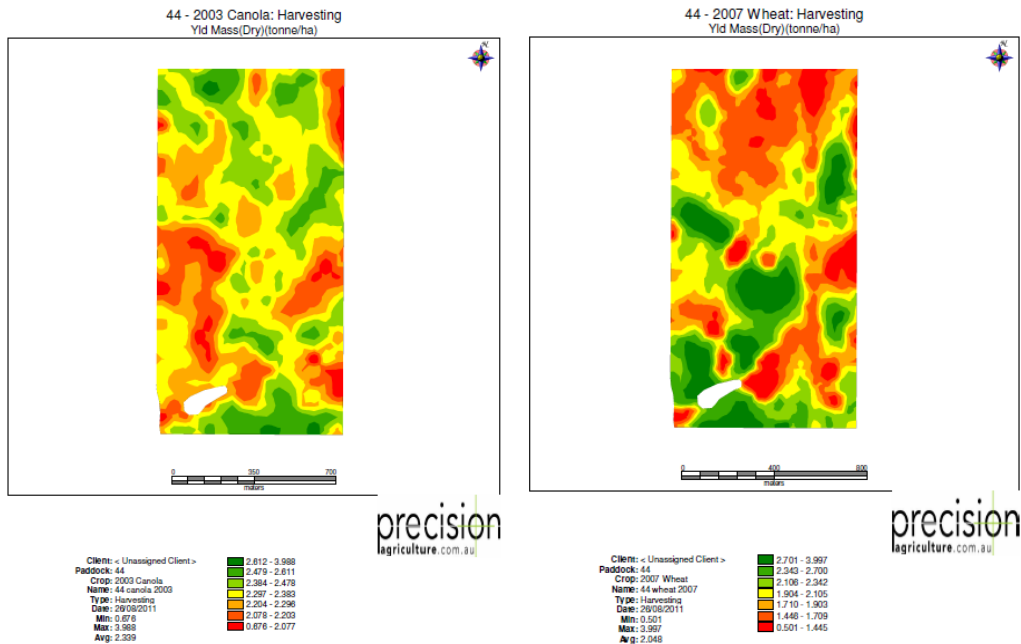 44 - 2003 Canola: Harvesting
Yld Mass(Dry)(tonne/ha)
N
0 350 700
meters
precision
agriculture.com.au
Client: < Unassigned Client >
Paddock: 44
Crop: 2003 Canola
Name: 44 canola 2003
Type: Harvesting
Date: 26/08/2011
Min: 0.676
Max: 3.988
Avg: 2.339
2.612 - 3.988
2.479 - 2.611
2.384 - 2.478
2.297 - 2.383
2.204 - 2.296
2.078 - 2.203
0.676 - 2.077
44 - 2007 Wheat: Harvesting
Yld Mass(Dry)(tonne/ha)
N
0 400 800
meters
precision
agriculture.com.au
Client: < Unassigned Client >
Paddock: 44
Crop: 2007 Wheat
Name: 44 wheat 2007
Type: Harvesting
Date: 26/08/2011
Min: 0.501
Max: 3.997
Avg: 2.048
2.701 - 3.997
2.343 - 2.700
2.106 - 2.342
1.904 - 2.105
1.710 - 1.903
1.446 - 1.709
0.501 - 1.445